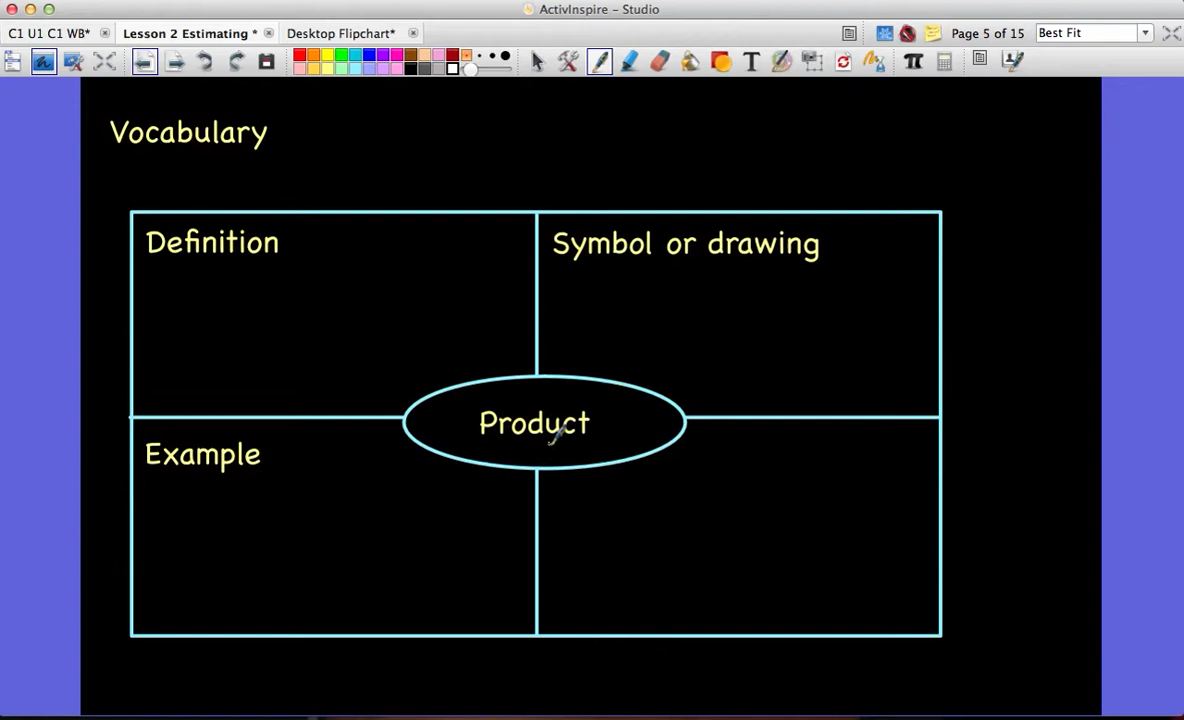 ActivInspire - Studio
C1 U1 C1 WB*
Lesson 2 Estimating *
Desktop Flipchart*
Page 5 of 15
Best Fit
Vocabulary
Definition
Symbol or drawing
Product
Example